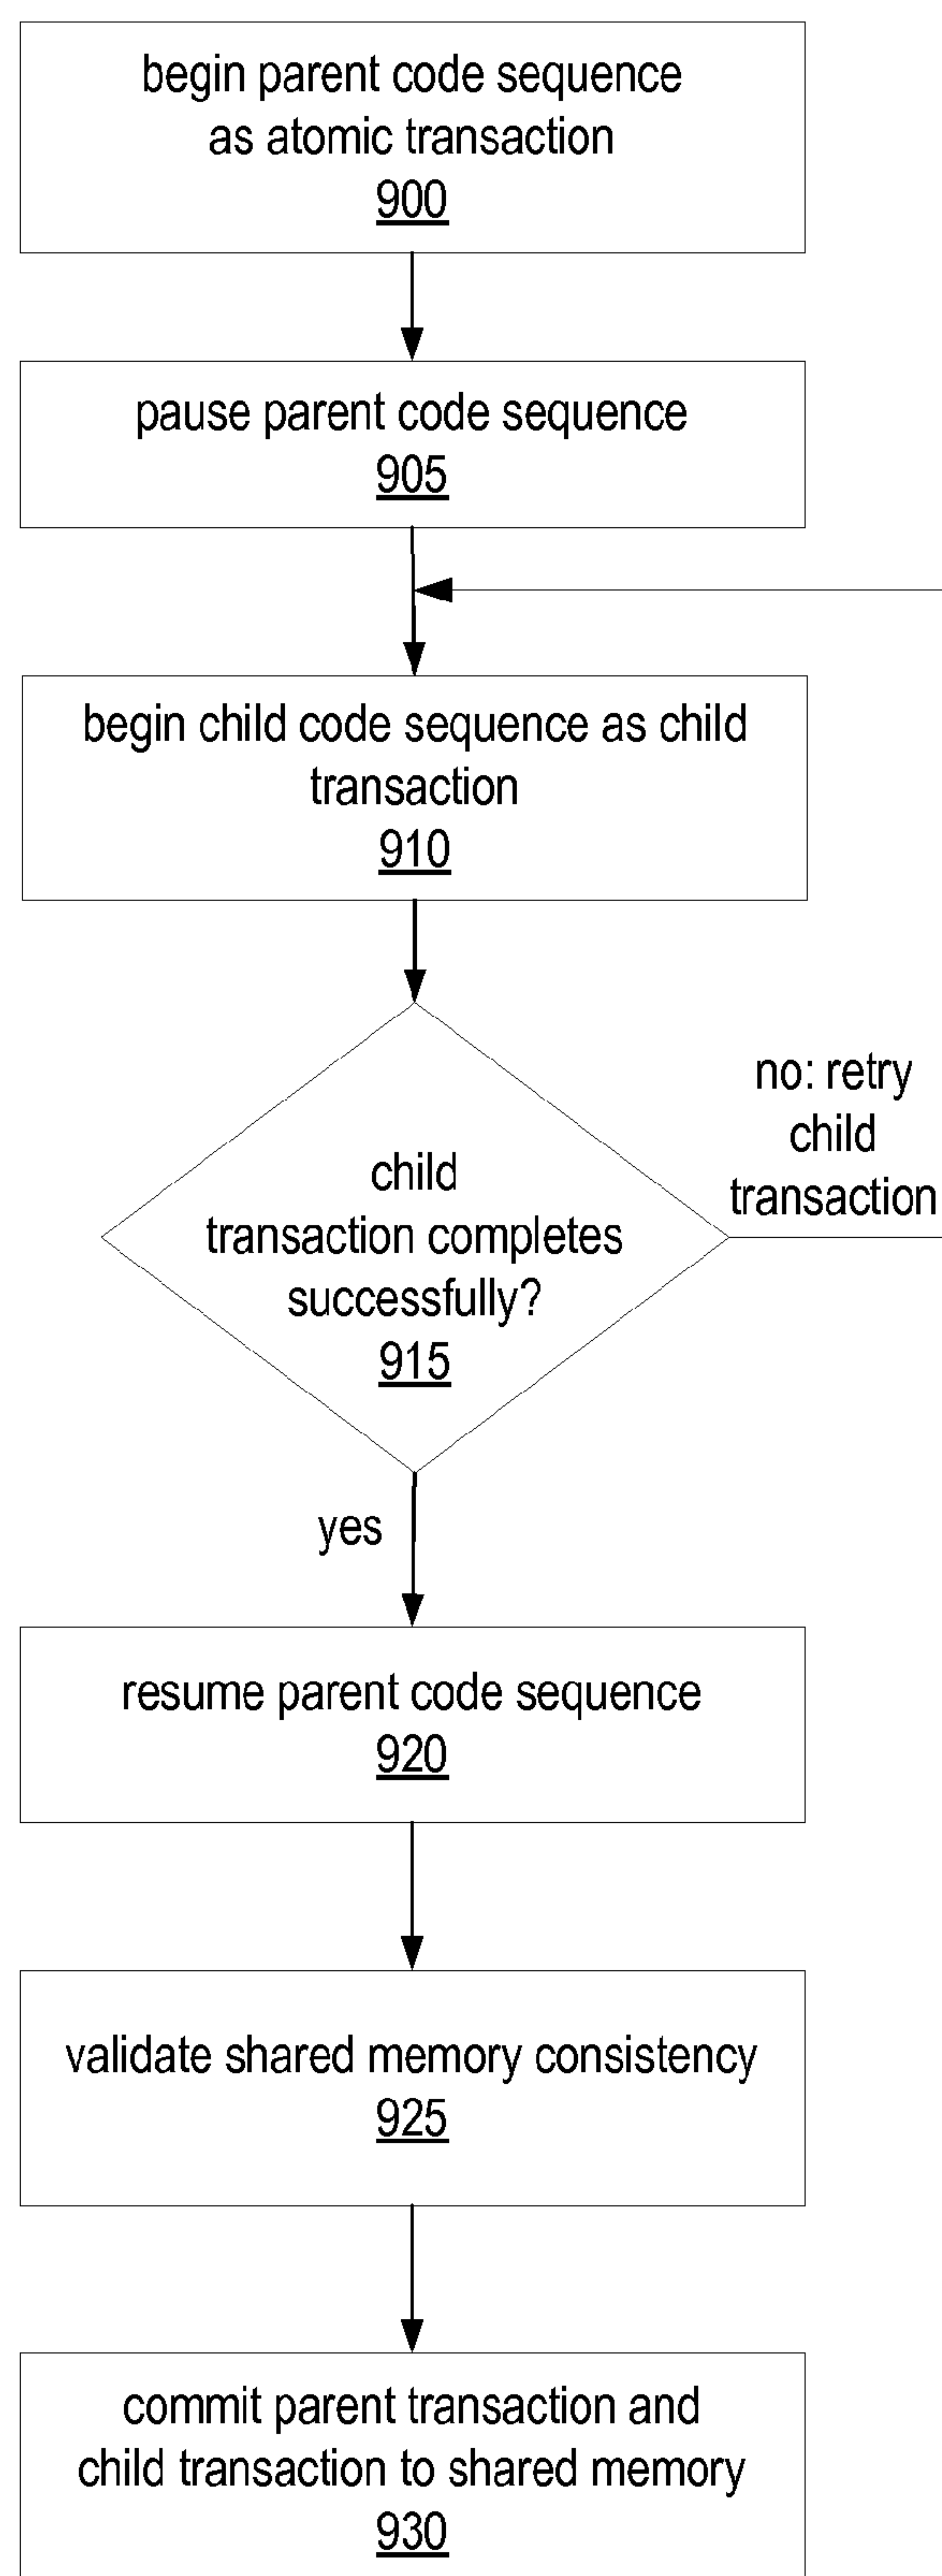 begin parent code sequence
as atomic transaction
900
pause parent code sequence
905
begin child code sequence as child
transaction
910
child
transaction completes
successfully?
915
no: retry
child
transaction
yes
resume parent code sequence
920
validate shared memory consistency
925
commit parent transaction and
child transaction to shared memory
930